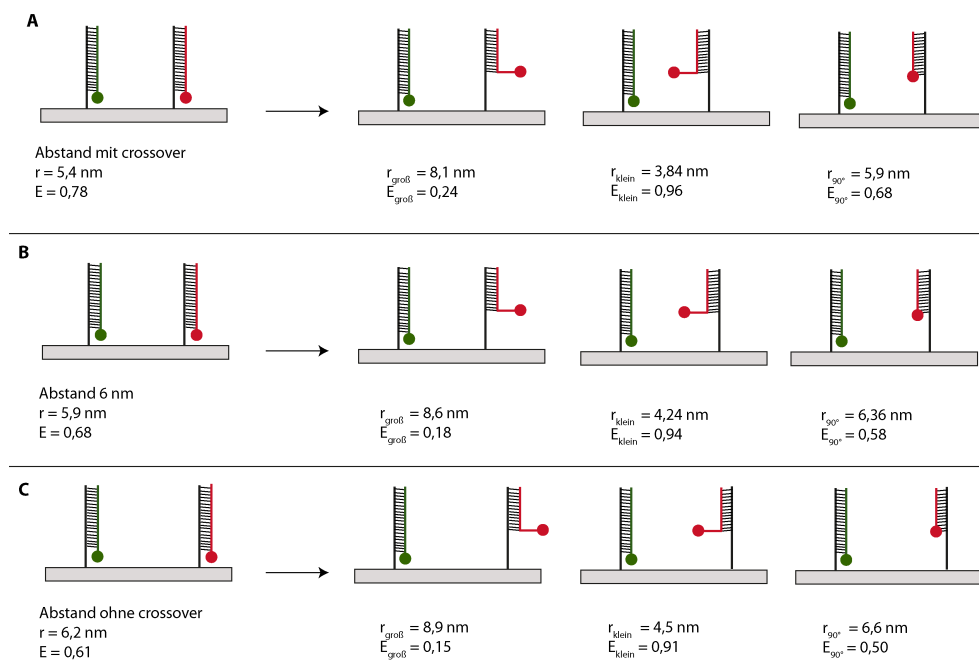 A
Abstand mit crossover
r = 5,4 nm
E = 0,78
r groß = 8,1 nm
E groß = 0,24
r klein = 3,84 nm
E klein = 0,96
r 90° = 5,9 nm
E 90° = 0,68
B
Abstand 6 nm
r = 5,9 nm
E = 0,68
r groß = 8,6 nm
E groß = 0,18
r klein = 4,24 nm
E klein = 0,94
r 90° = 6,36 nm
E 90° = 0,58
C
Abstand ohne crossover
r = 6,2 nm
E = 0,61
r groß = 8,9 nm
E groß = 0,15
r klein = 4,5 nm
E klein = 0,91
r 90° = 6,6 nm
E 90° = 0,50